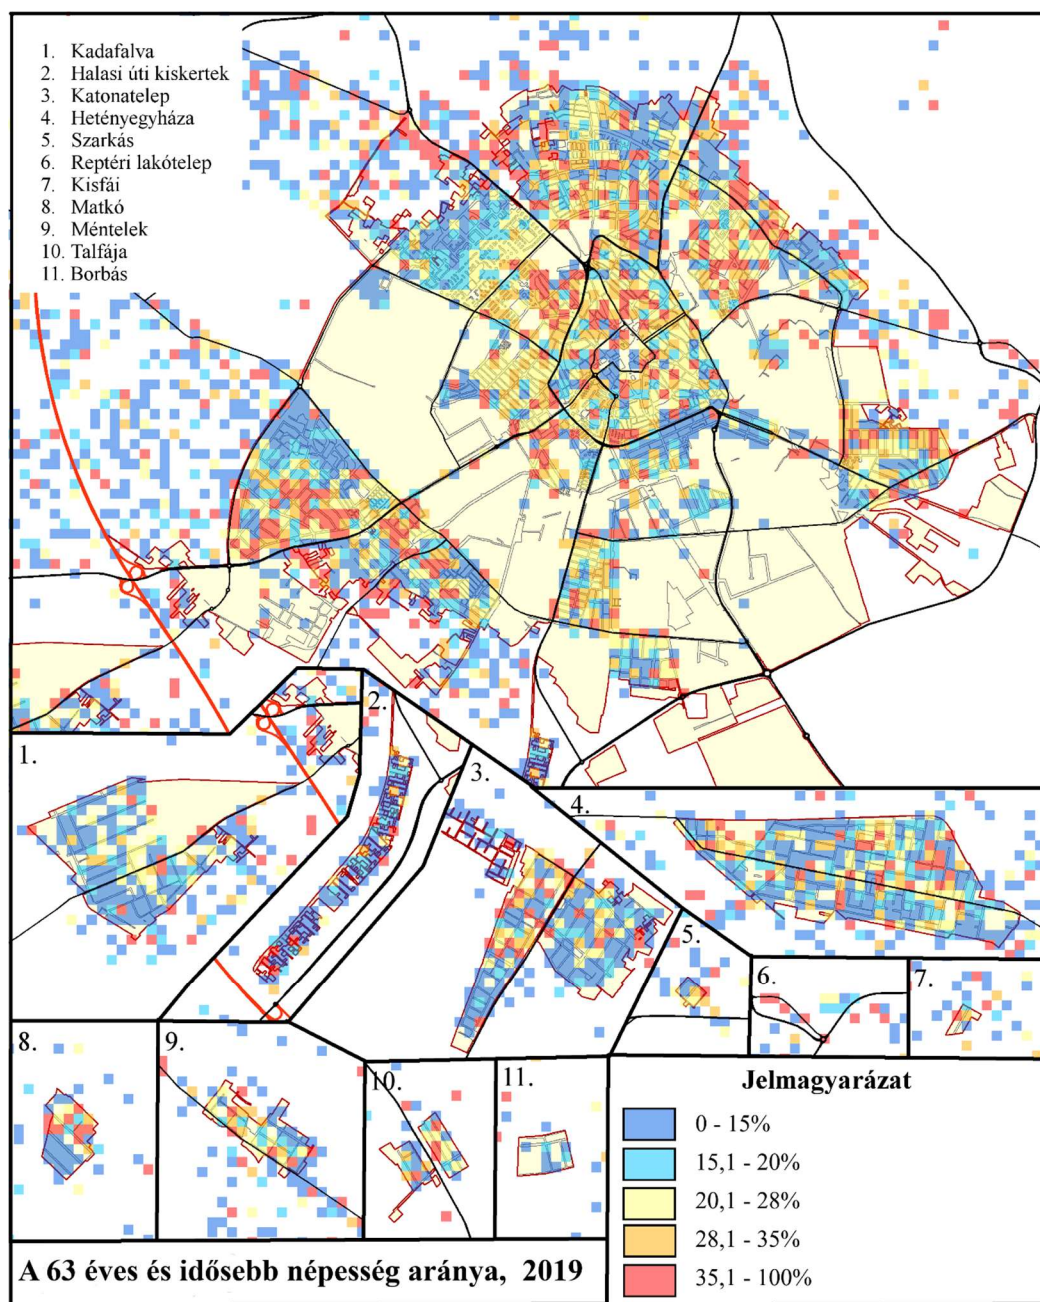 1. Kadafalva
2. Halasi úti kiskertek
3. Katonatelep
4. Hetényegyháza
5. Szarkás
6. Reptéri lakótelep
7. Kisfái
8. Matkó
9. Méntelek
10. Talfája
11. Borbás
1.
2.
3.
4.
5.
6.
7.
8.
9.
10.
11.
Jelmagyarázat
0 - 15%
15,1 - 20%
20,1 - 28%
28,1 - 35%
35,1 - 100%
A 63 éves és idősebb népesség aránya, 2019